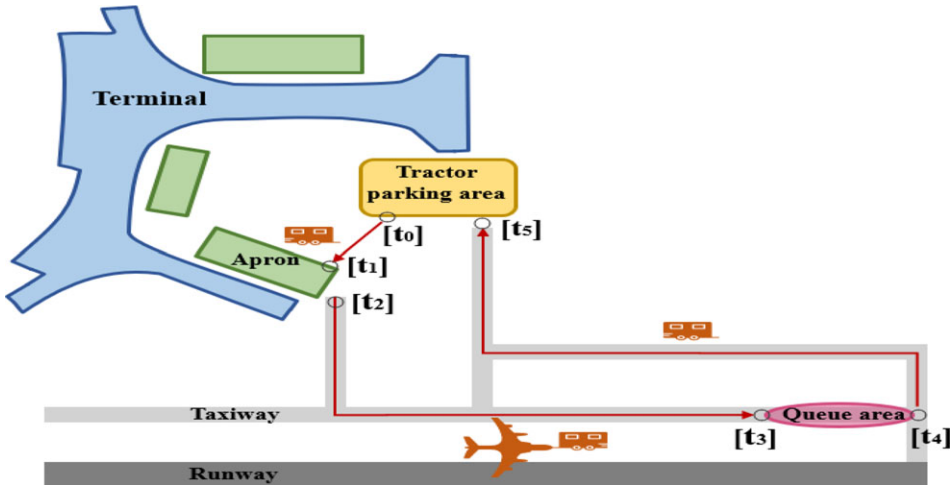 Terminal
Tractor
parking area
[t0]
[t5]
Apron
[t1]
[t2]
Taxiway
Queue area
[t3]
[t4]
Runway